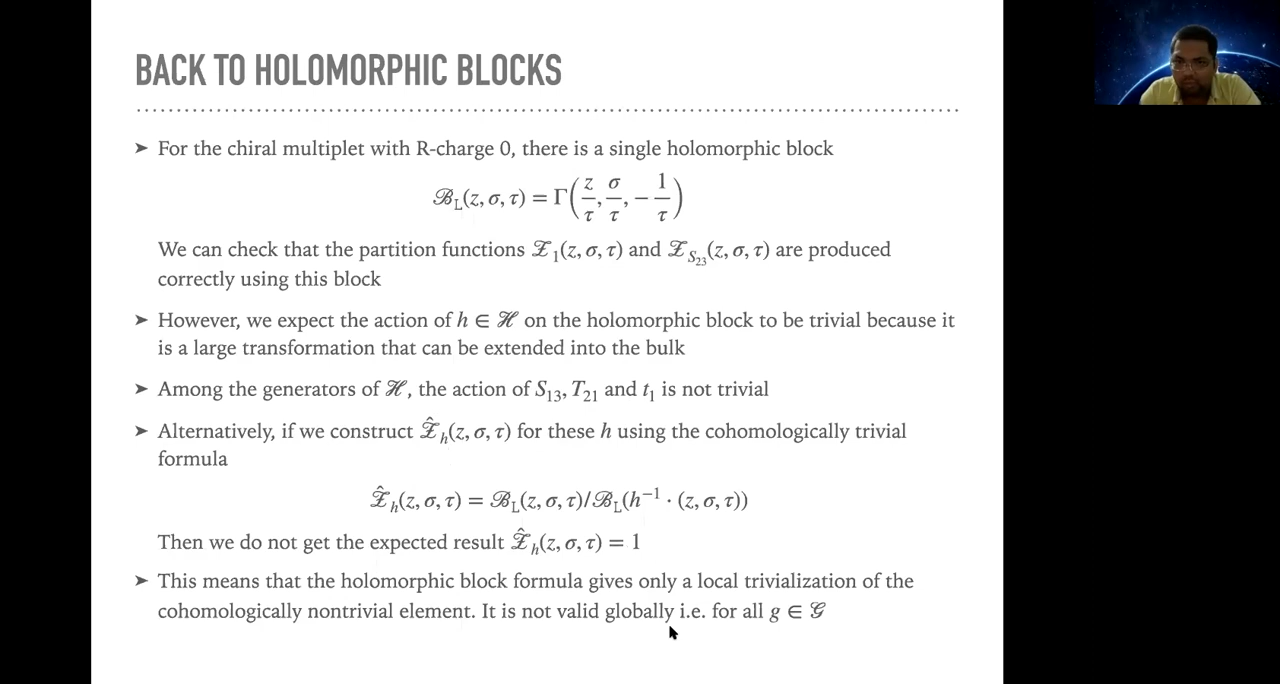 BACK TO HOLOMORPHIC BLOCKS
➤ For the chiral multiplet with R-charge 0, there is a single holomorphic block
ℬ_L(z, σ, τ) = Γ(z/τ, σ/τ, −1/τ)
We can check that the partition functions 𝒵_1(z, σ, τ) and 𝒵_{S_{23}}(z, σ, τ) are produced
correctly using this block
➤ However, we expect the action of h ∈ ℋ on the holomorphic block to be trivial because it
is a large transformation that can be extended into the bulk
➤ Among the generators of ℋ, the action of S_{13}, T_{21} and t_1 is not trivial
➤ Alternatively, if we construct 𝒵̂_h(z, σ, τ) for these h using the cohomologically trivial
formula
𝒵̂_h(z, σ, τ) = ℬ_L(z, σ, τ)/ℬ_L(h^{−1} · (z, σ, τ))
Then we do not get the expected result 𝒵̂_h(z, σ, τ) = 1
➤ This means that the holomorphic block formula gives only a local trivialization of the
cohomologically nontrivial element. It is not valid globally i.e. for all g ∈ 𝒢